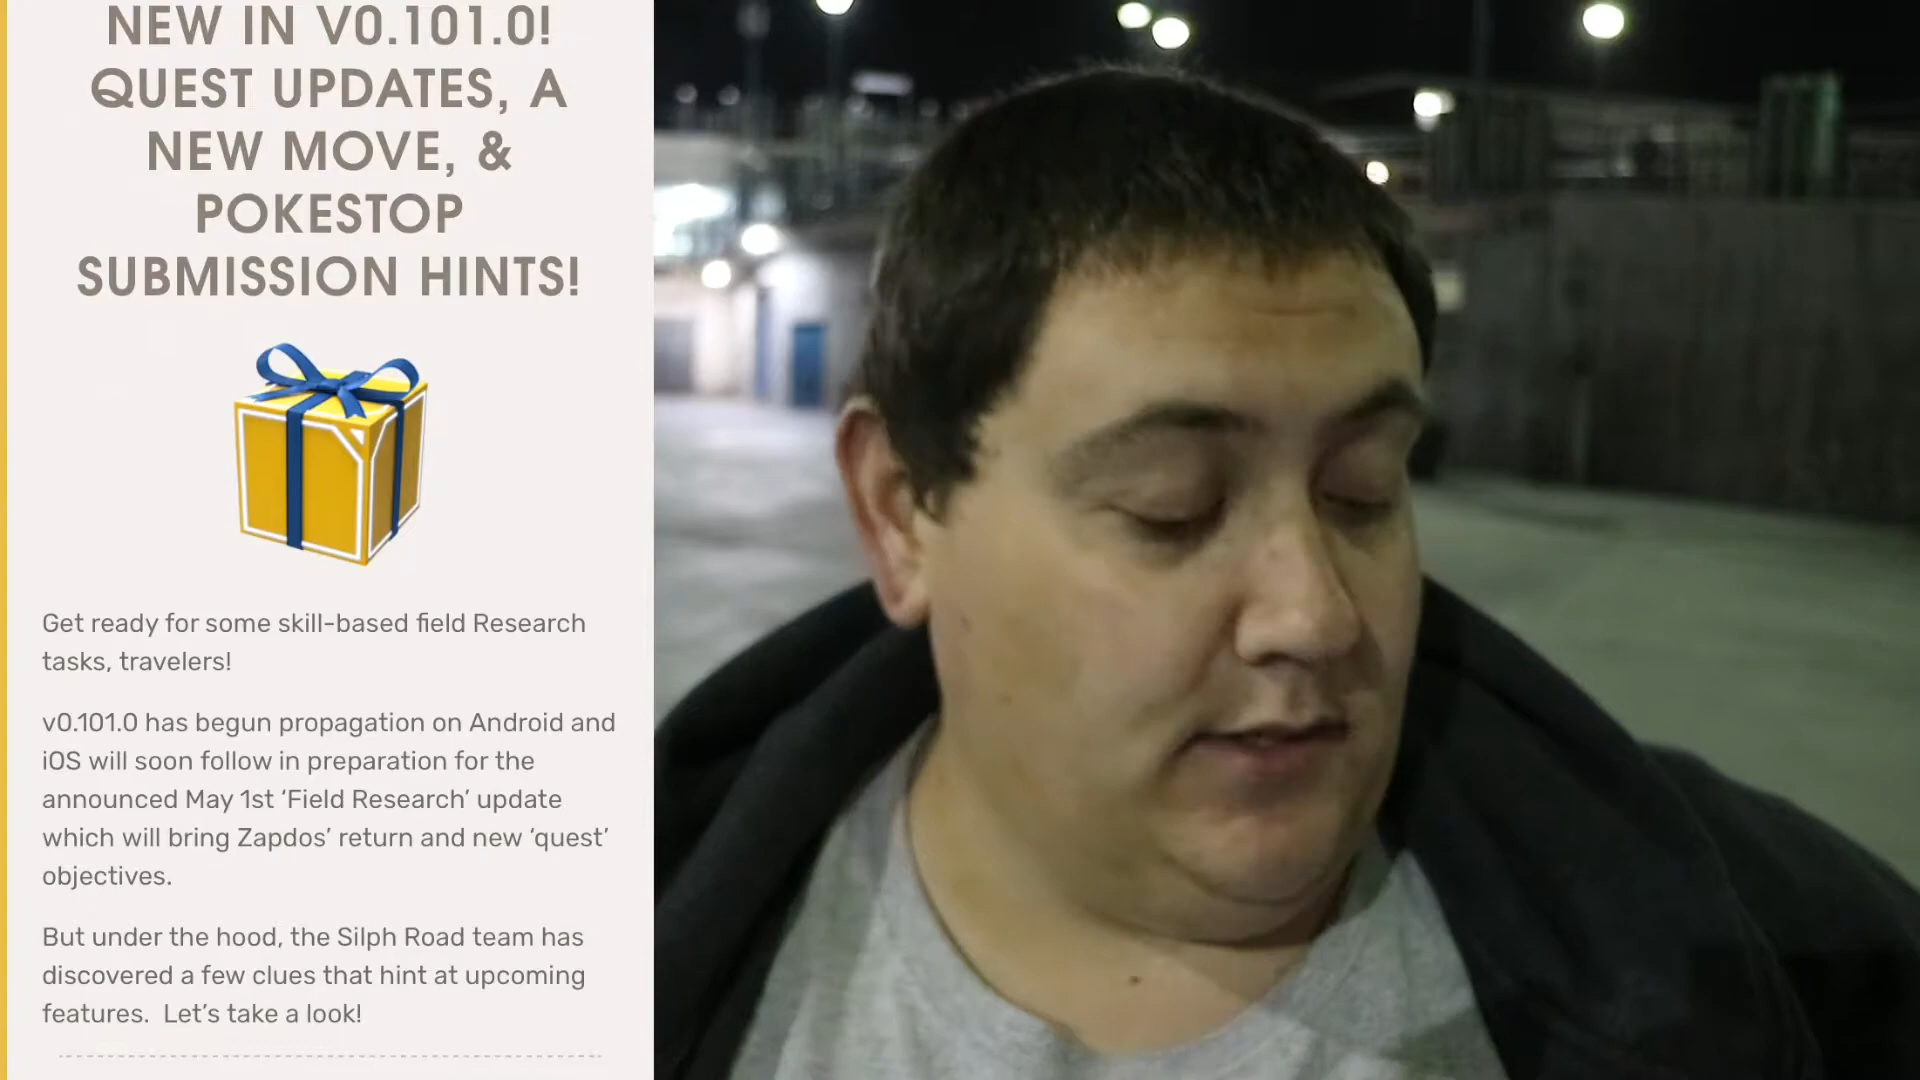 NEW IN V0.101.0!
QUEST UPDATES, A
NEW MOVE, &
POKESTOP
SUBMISSION HINTS!
Get ready for some skill-based field Research
tasks, travelers!
v0.101.0 has begun propagation on Android and
iOS will soon follow in preparation for the
announced May 1st ‘Field Research’ update
which will bring Zapdos’ return and new ‘quest’
objectives.
But under the hood, the Silph Road team has
discovered a few clues that hint at upcoming
features. Let’s take a look!